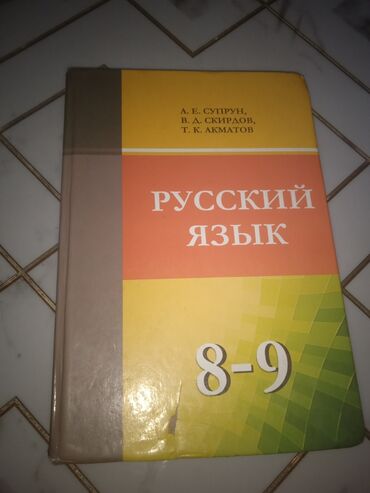 А. Е. СУПРУН,
В. Д. СКИРДОВ,
Т. К. АКМАТОВ
РУССКИЙ
ЯЗЫК
8-9